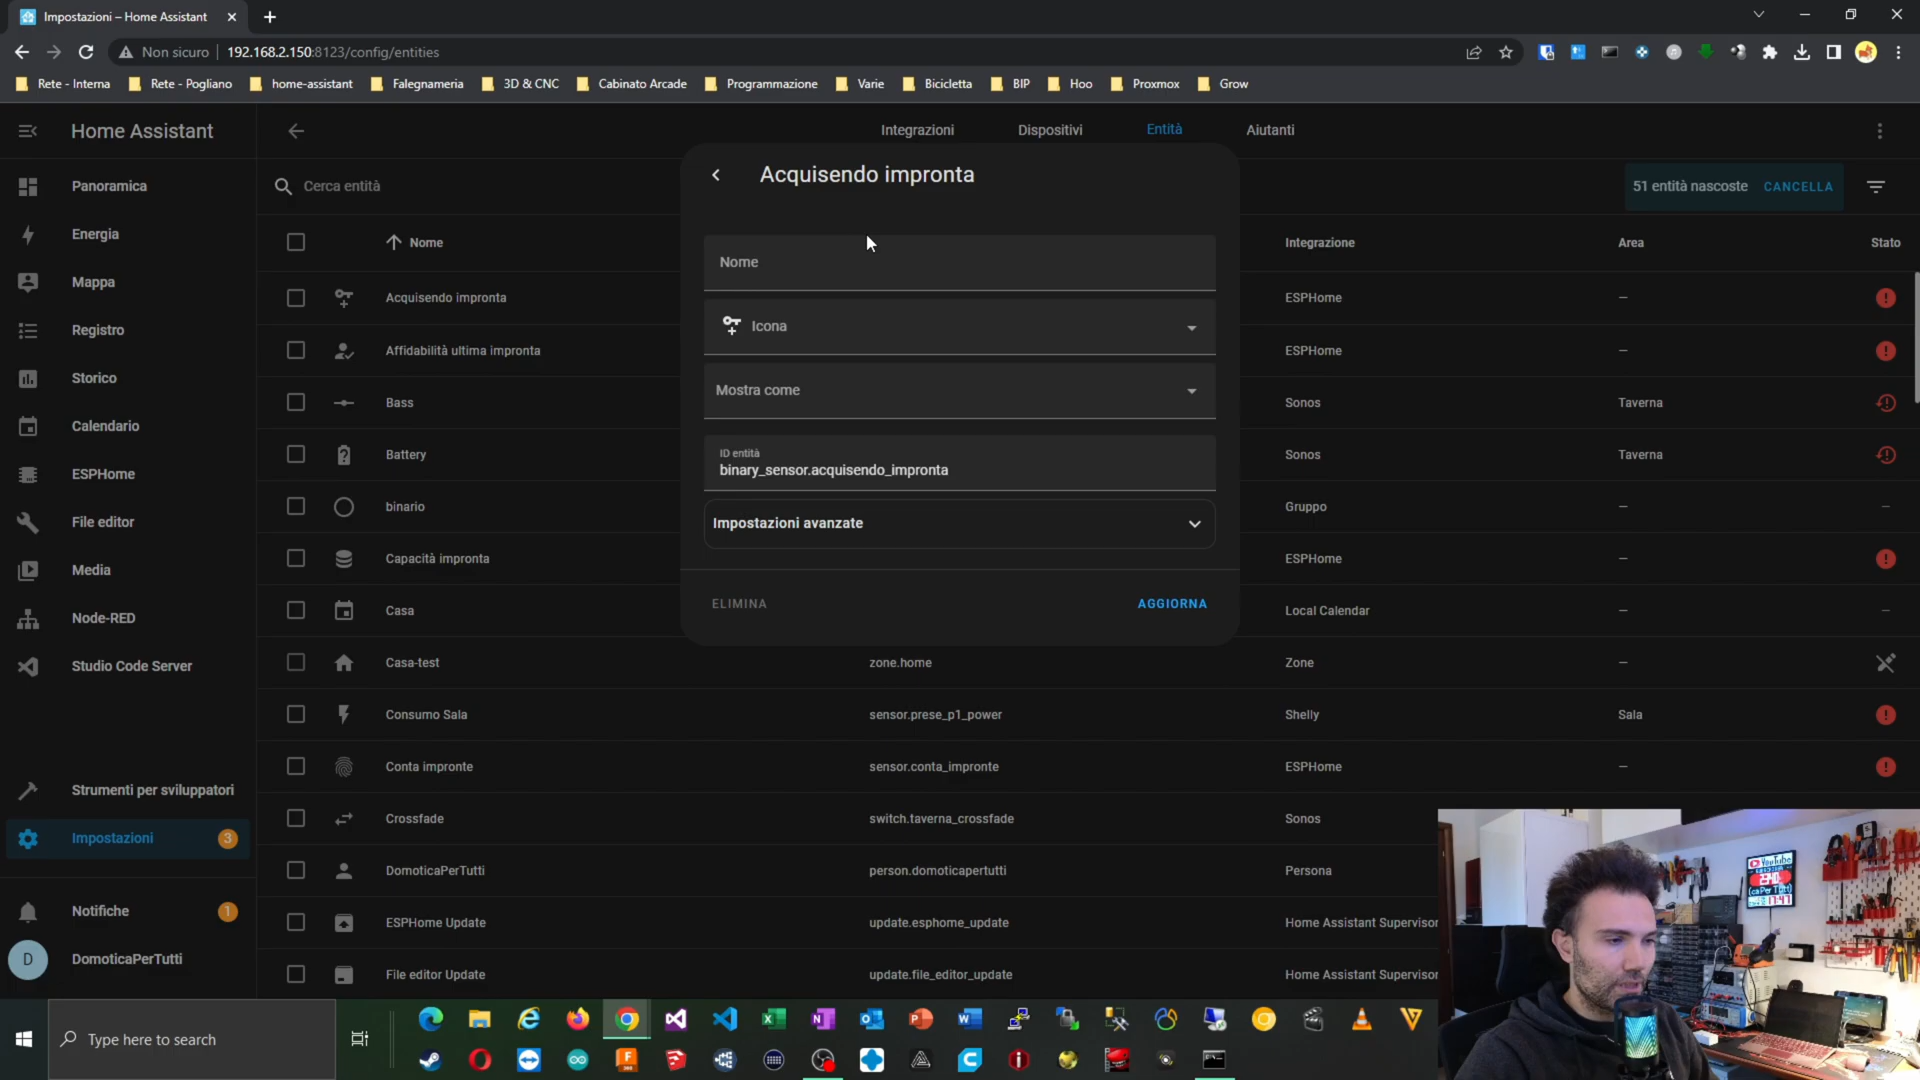 Impostazioni – Home Assistant
Non sicuro
192.168.2.150:8123/config/entities
Rete - Interna
Rete - Pogliano
home-assistant
Falegnameria
3D & CNC
Cabinato Arcade
Programmazione
Varie
Bicicletta
BIP
Hoo
Proxmox
Grow
Home Assistant
Integrazioni
Dispositivi
Entità
Aiutanti
Panoramica
Energia
Mappa
Registro
Storico
Calendario
ESPHome
File editor
Media
Node-RED
Studio Code Server
Strumenti per sviluppatori
Impostazioni
3
Notifiche
1
D
DomoticaPerTutti
Cerca entità
51 entità nascoste
CANCELLA
Nome
Integrazione
Area
Stato
Acquisendo impronta
ESPHome
–
Affidabilità ultima impronta
ESPHome
–
Bass
Sonos
Taverna
Battery
Sonos
Taverna
binario
Gruppo
–
–
Capacità impronta
ESPHome
–
Casa
Local Calendar
–
–
Casa-test
zone.home
Zone
–
Consumo Sala
sensor.prese_p1_power
Shelly
Sala
Conta impronte
sensor.conta_impronte
ESPHome
–
Crossfade
switch.taverna_crossfade
Sonos
DomoticaPerTutti
person.domoticapertutti
Persona
ESPHome Update
update.esphome_update
Home Assistant Supervisor
File editor Update
update.file_editor_update
Home Assistant Supervisor
Acquisendo impronta
Nome
Icona
Mostra come
ID entità
binary_sensor.acquisendo_impronta
Impostazioni avanzate
ELIMINA
AGGIORNA
Type here to search
YouTube